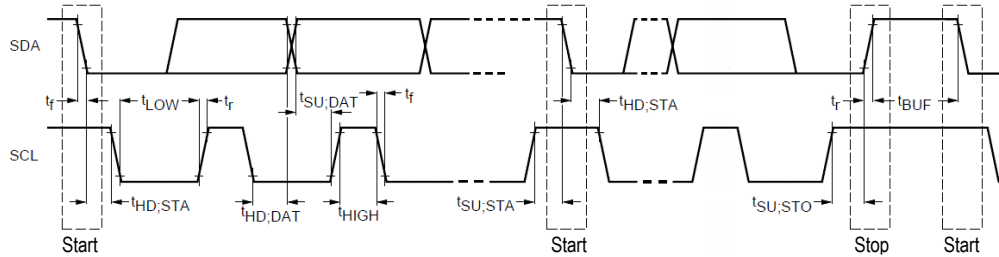 SDA
tf tLOW tr tSU;DAT tf tHD;STA tr tBUF
SCL
tHD;STA tHD;DAT tHIGH tSU;STA tSU;STO
Start Start Stop Start